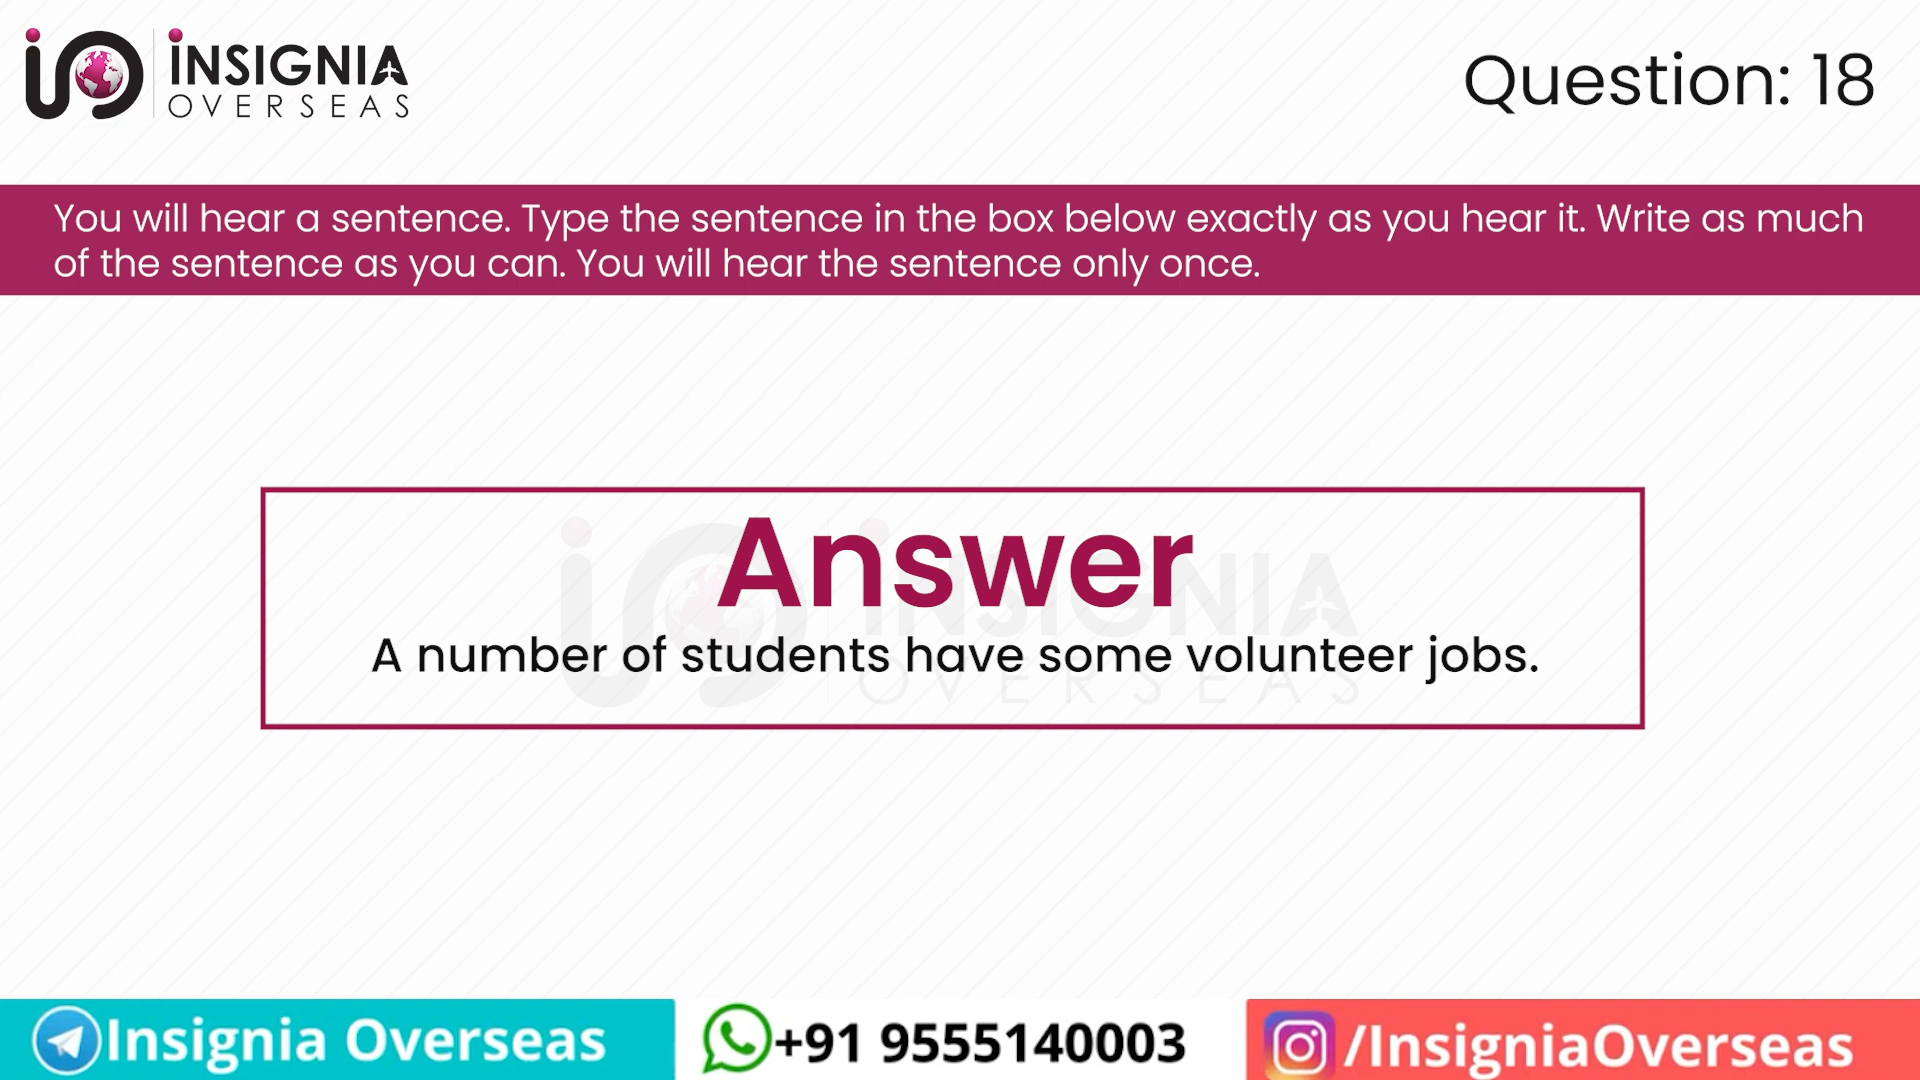 INSIGNIA
OVERSEAS
Question: 18
You will hear a sentence. Type the sentence in the box below exactly as you hear it. Write as much
of the sentence as you can. You will hear the sentence only once.
INSIGNIA
OVERSEAS
Answer
A number of students have some volunteer jobs.
Insignia Overseas
+91 9555140003
/InsigniaOverseas